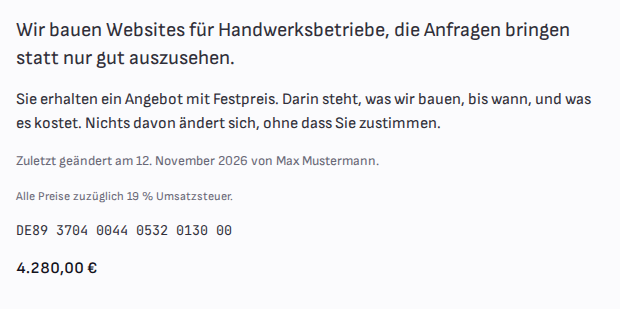 Wir bauen Websites für Handwerksbetriebe, die Anfragen bringen
statt nur gut auszusehen.
Sie erhalten ein Angebot mit Festpreis. Darin steht, was wir bauen, bis wann, und was
es kostet. Nichts davon ändert sich, ohne dass Sie zustimmen.
Zuletzt geändert am 12. November 2026 von Max Mustermann.
Alle Preise zuzüglich 19 % Umsatzsteuer.
DE89 3704 0044 0532 0130 00
4.280,00 €